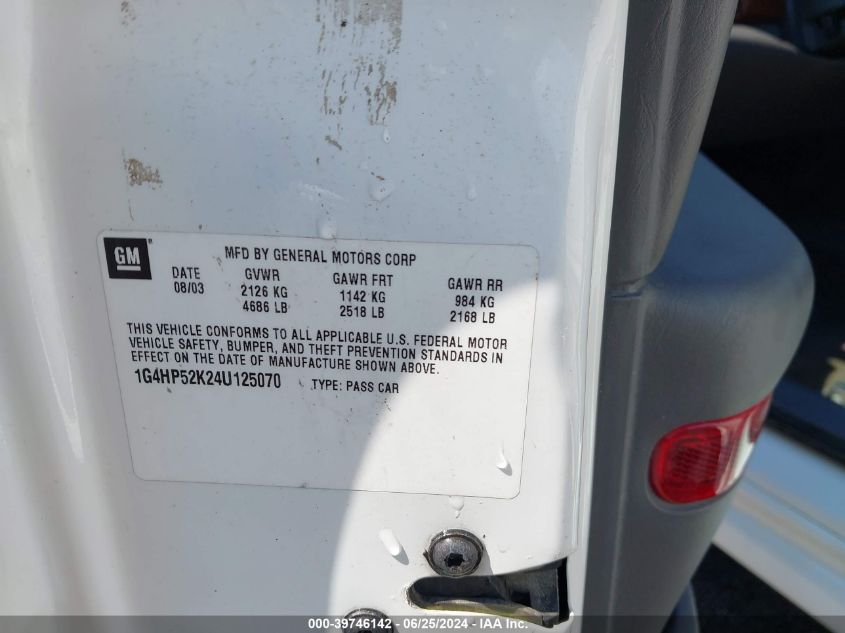 GM
MFD BY GENERAL MOTORS CORP
DATE GVWR GAWR FRT GAWR RR
08/03 2126 KG 1142 KG 984 KG
4686 LB 2518 LB 2168 LB
THIS VEHICLE CONFORMS TO ALL APPLICABLE U.S. FEDERAL MOTOR
VEHICLE SAFETY, BUMPER, AND THEFT PREVENTION STANDARDS IN
EFFECT ON THE DATE OF MANUFACTURE SHOWN ABOVE.
1G4HP52K24U125070 TYPE: PASS CAR
000-39746142 - 06/25/2024 - IAA Inc.